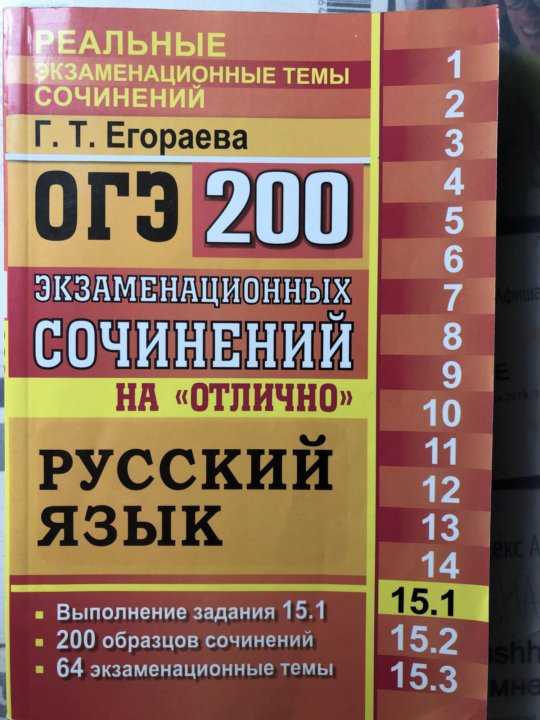 РЕАЛЬНЫЕ
ЭКЗАМЕНАЦИОННЫЕ ТЕМЫ
СОЧИНЕНИЙ
Г. Т. Егораева
ОГЭ 200
ЭКЗАМЕНАЦИОННЫХ
СОЧИНЕНИЙ
НА «ОТЛИЧНО»
РУССКИЙ
ЯЗЫК
▪ Выполнение задания 15.1
▪ 200 образцов сочинений
▪ 64 экзаменационные темы
1
2
3
4
5
6
7
8
9
10
11
12
13
14
15.1
15.2
15.3
Афиша
2019